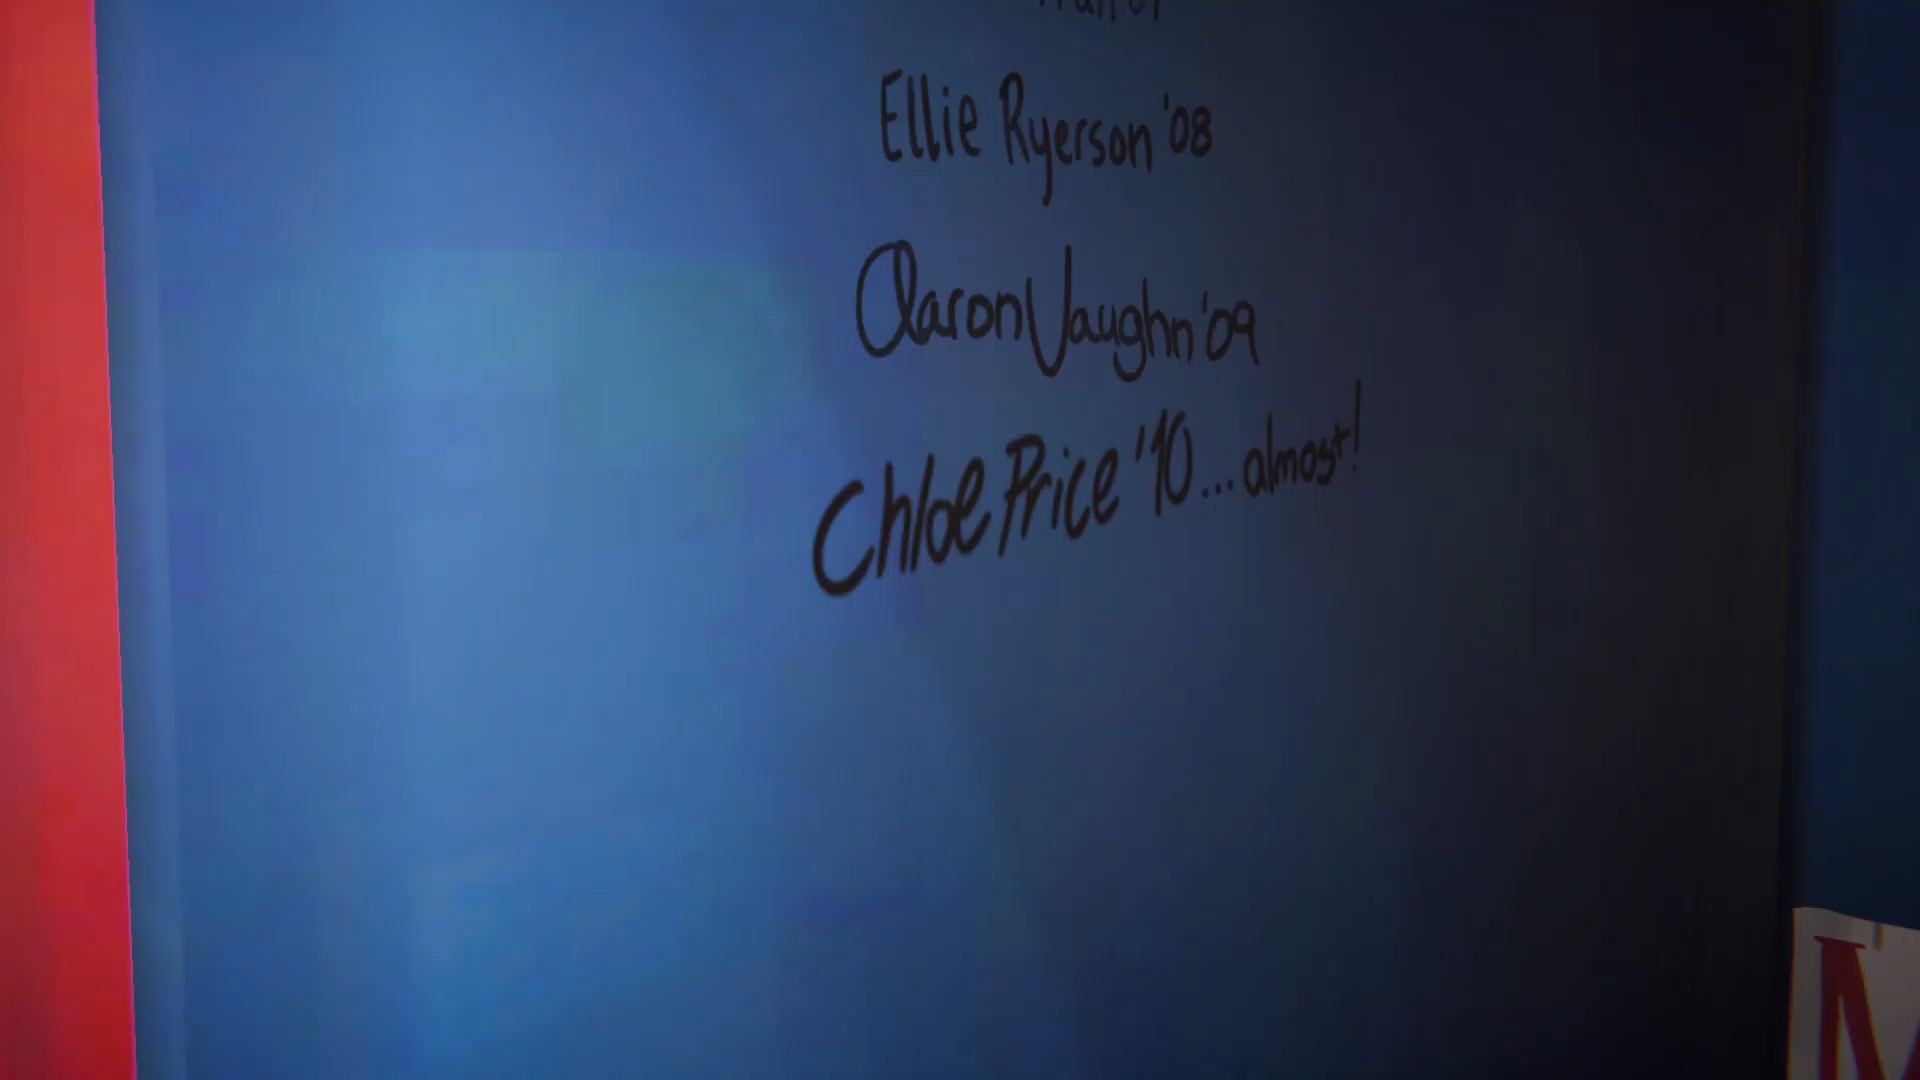 Ellie Ryerson '08
Aaron Vaughn '09
Chloe Price '10...almost!
M